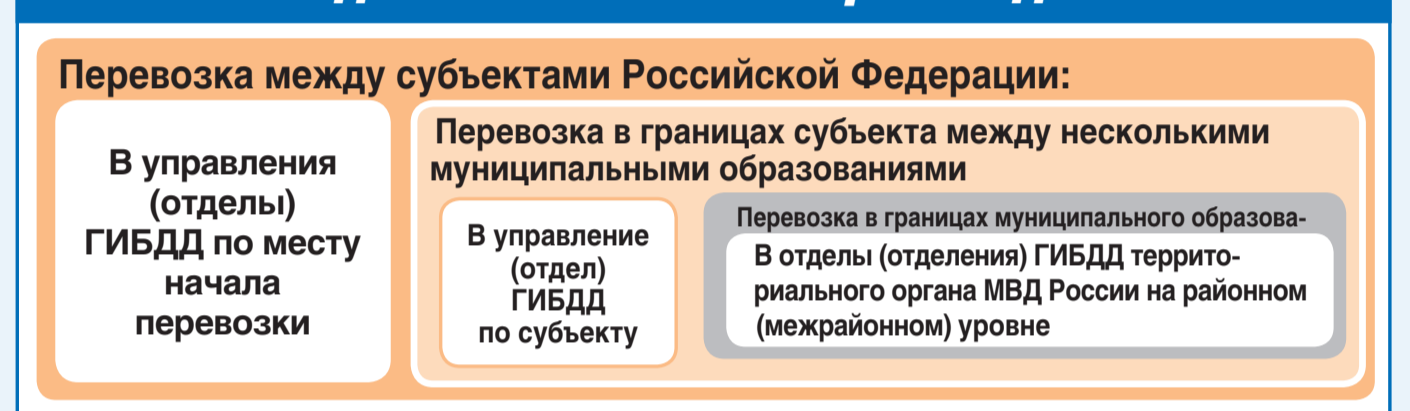 Перевозка между субъектами Российской Федерации:
В управления
(отделы)
ГИБДД по месту
начала
перевозки
Перевозка в границах субъекта между несколькими
муниципальными образованиями
В управление
(отдел)
ГИБДД
по субъекту
Перевозка в границах муниципального образова-
В отделы (отделения) ГИБДД террито-
риального органа МВД России на районном
(межрайонном) уровне